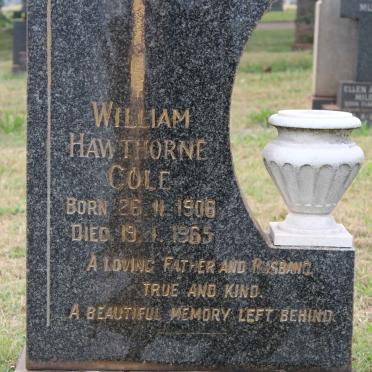 WILLIAM
HAWTHORNE
COLE
BORN 26. 11. 1906
DIED 19. 1. 1965
A LOVING FATHER AND HUSBAND,
TRUE AND KIND.
A BEAUTIFUL MEMORY LEFT BEHIND.
ELLEN